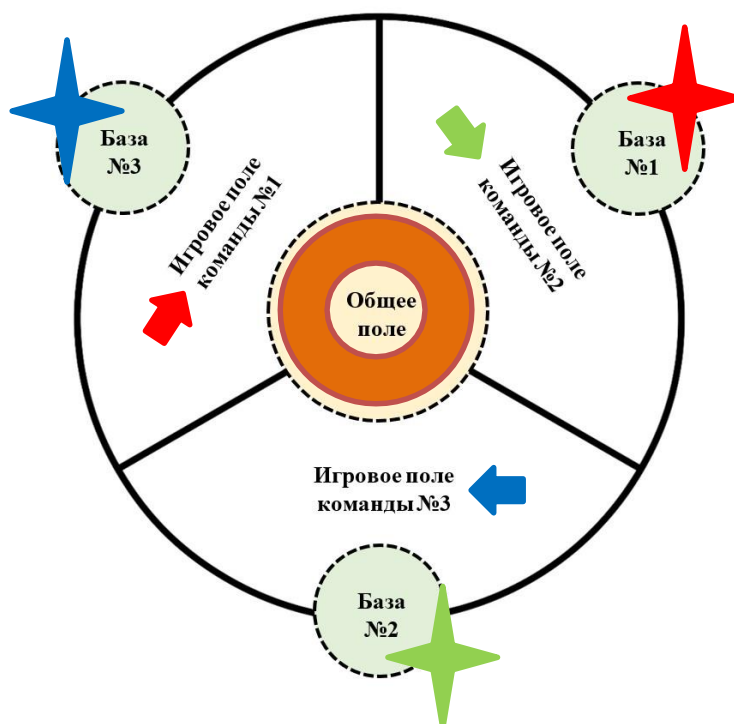 База
№3
База
№1
Игровое поле
команды №1
Игровое поле
команды №2
Общее
поле
Игровое поле
команды №3
База
№2